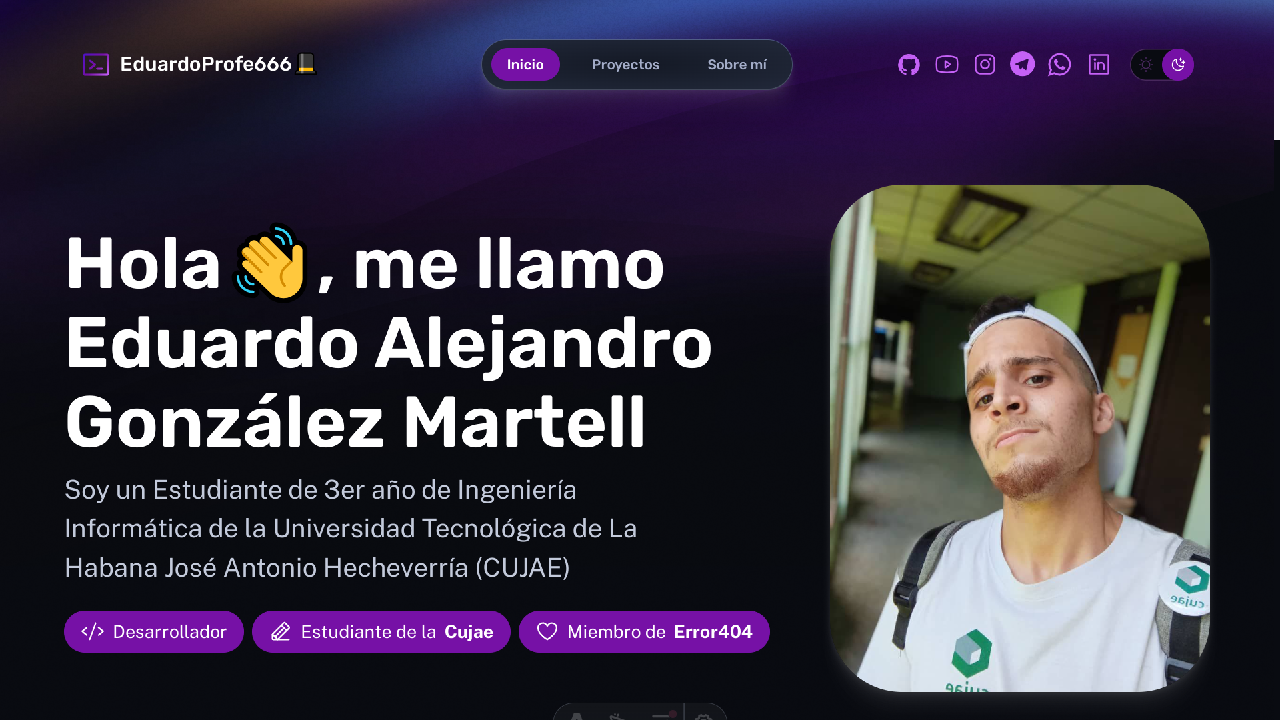 EduardoProfe666
Inicio
Proyectos
Sobre mí
Hola 👋, me llamo
Eduardo Alejandro
González Martell
Soy un Estudiante de 3er año de Ingeniería
Informática de la Universidad Tecnológica de La
Habana José Antonio Hecheverría (CUJAE)
Desarrollador
Estudiante de la Cujae
Miembro de Error404
cujae
cujae